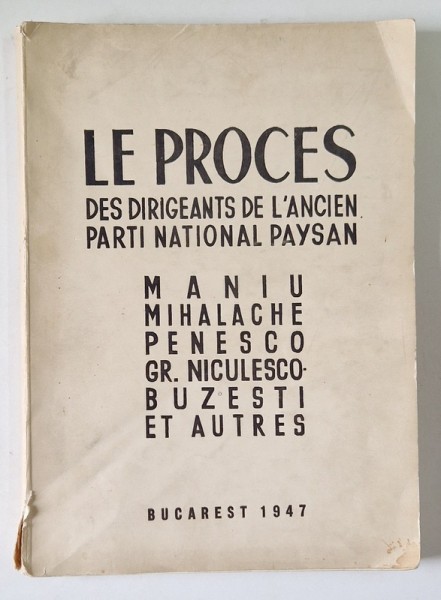 LE PROCES
DES DIRIGEANTS DE L'ANCIEN
PARTI NATIONAL PAYSAN
MANIU
MIHALACHE
PENESCO
GR. NICULESCO-
BUZESTI
ET AUTRES
BUCAREST 1947